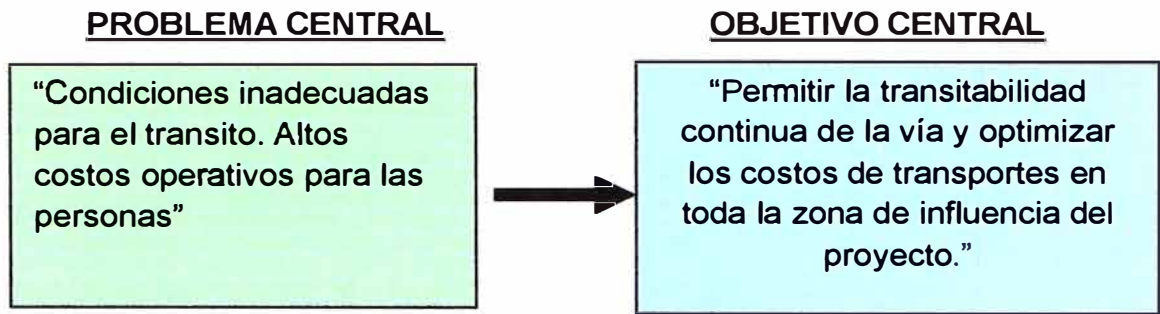 PROBLEMA CENTRAL
"Condiciones inadecuadas
para el transito. Altos
costos operativos para las
personas"
OBJETIVO CENTRAL
"Permitir la transitabilidad
continua de la vía y optimizar
los costos de transportes en
toda la zona de influencia del
proyecto."